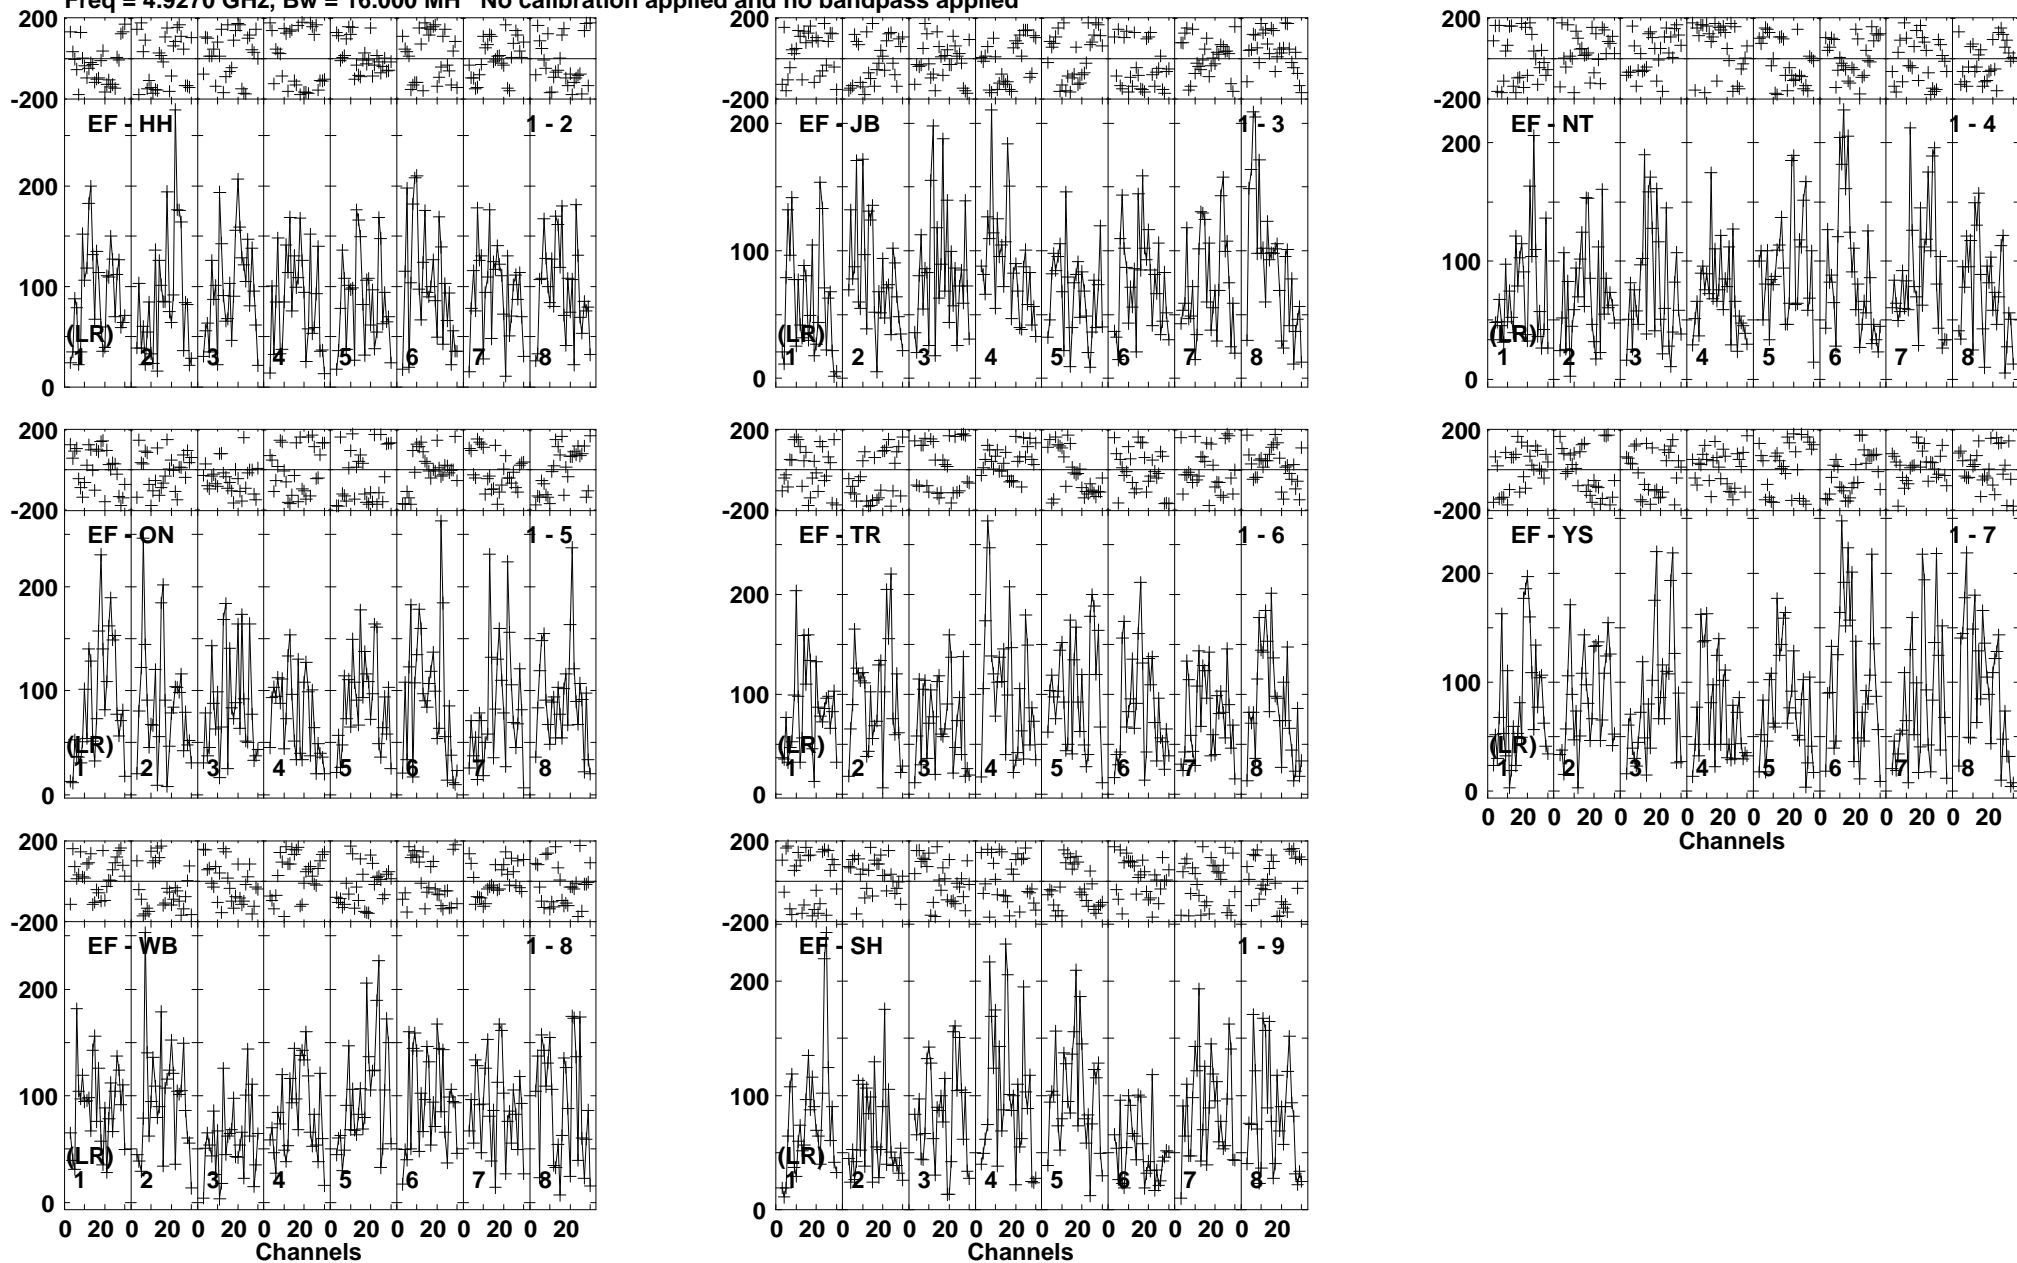 Freq = 4.9270 GHz, Bw = 16.000 MH No calibration applied and no bandpass applied
200 200 200
-200 -200 -200
EF - HH 1 - 2 EF - JB 1 - 3 EF - NT 1 - 4
200 200 200
100 100 100
(LR) (LR) (LR)
1 2 3 4 5 6 7 8 1 2 3 4 5 6 7 8 1 2 3 4 5 6 7 8
0 0 0
200 200 200
-200 -200 -200
EF - ON 1 - 5 EF - TR 1 - 6 EF - YS 1 - 7
200 200 200
100 100 100
(LR) (LR) (LR)
1 2 3 4 5 6 7 8 1 2 3 4 5 6 7 8 1 2 3 4 5 6 7 8
0 0 0
0 20 0 20 0 20 0 20 0 20 0 20 0 20 0 20
Channels
200 200
-200 -200
EF - WB 1 - 8 EF - SH 1 - 9
200 200
100 100
(LR) (LR)
1 2 3 4 5 6 7 8 1 2 3 4 5 6 7 8
0 0
0 20 0 20 0 20 0 20 0 20 0 20 0 20 0 20 0 20 0 20 0 20 0 20 0 20 0 20 0 20 0 20
Channels Channels